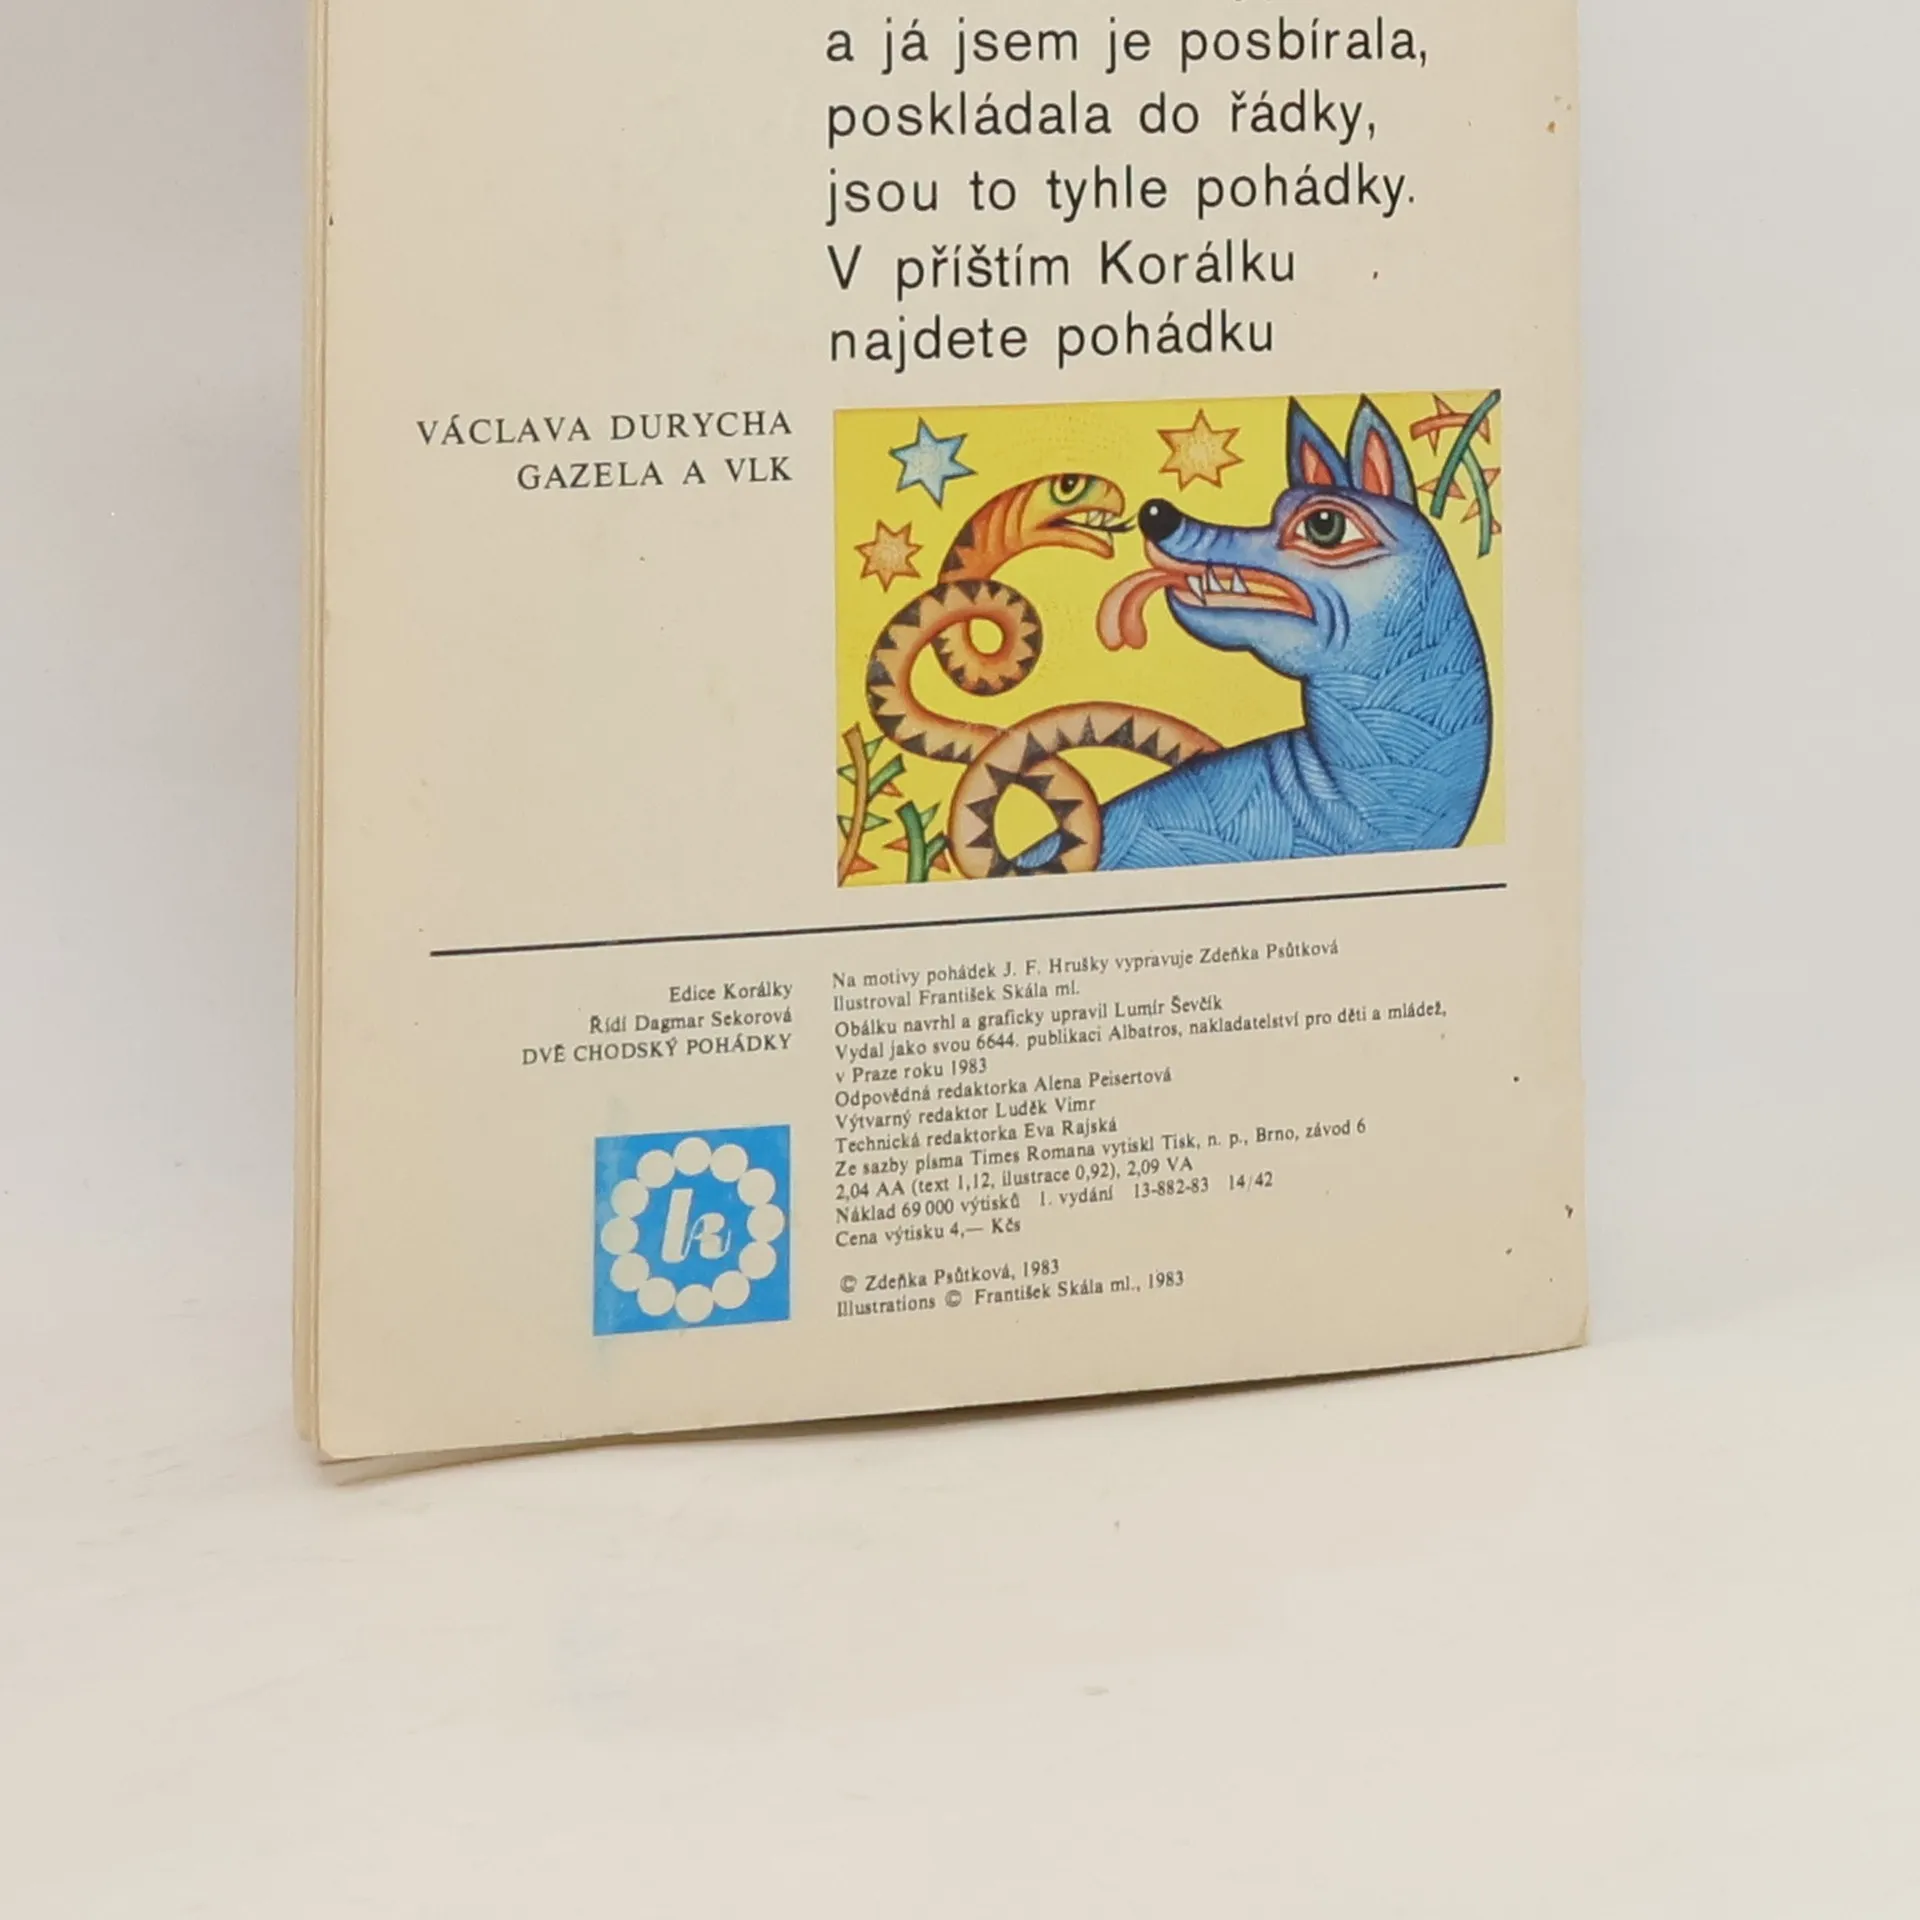 a já jsem je posbírala,
poskládala do řádky,
jsou to tyhle pohádky.
V příštím Korálku
najdete pohádku
VÁCLAVA DURYCHA
GAZELA A VLK
Edice Korálky
Řídí Dagmar Sekorová
DVĚ CHODSKÝ POHÁDKY
k
Na motivy pohádek J. F. Hrušky vypravuje Zdeňka Psůtková
Ilustroval František Skála ml.
Obálku navrhl a graficky upravil Lumír Ševčík
Vydal jako svou 6644. publikaci Albatros, nakladatelství pro děti a mládež,
v Praze roku 1983
Odpovědná redaktorka Alena Peisertová
Výtvarný redaktor Luděk Vimr
Technická redaktorka Eva Rajská
Ze sazby písma Times Romana vytiskl Tisk, n. p., Brno, závod 6
2,04 AA (text 1,12, ilustrace 0,92), 2,09 VA
Náklad 69 000 výtisků 1. vydání 13-882-83 14/42
Cena výtisku 4,— Kčs
© Zdeňka Psůtková, 1983
Illustrations © František Skála ml., 1983